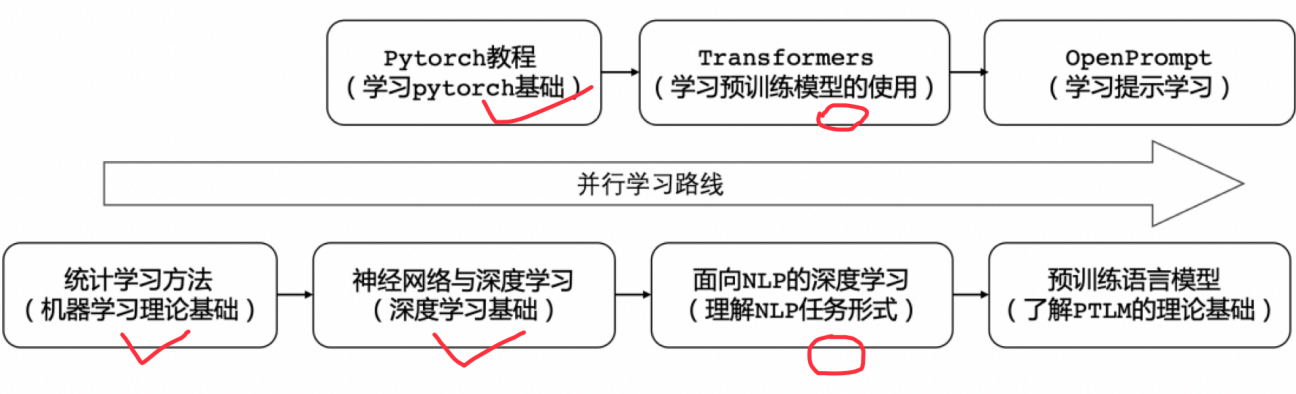 Pytorch教程
（学习pytorch基础）
Transformers
（学习预训练模型的使用）
OpenPrompt
（学习提示学习）
并行学习路线
统计学习方法
（机器学习理论基础）
神经网络与深度学习
（深度学习基础）
面向NLP的深度学习
（理解NLP任务形式）
预训练语言模型
（了解PTLM的理论基础）